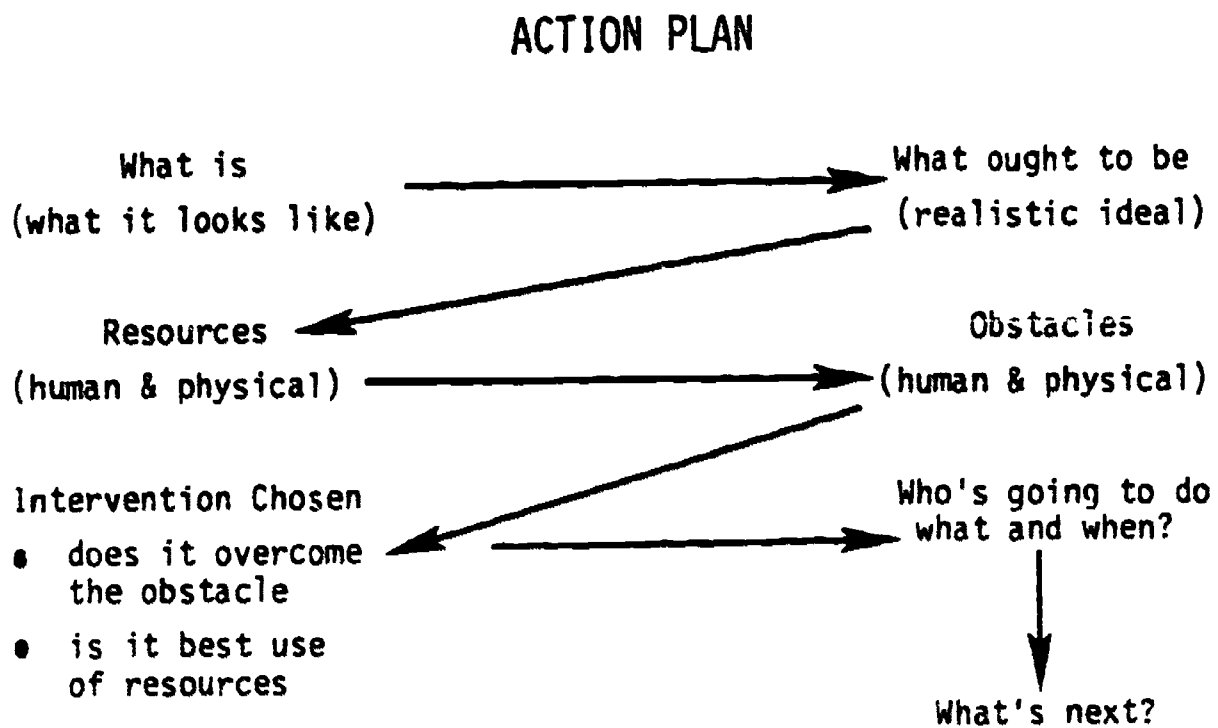 ACTION PLAN
What is
(what it looks like)
What ought to be
(realistic ideal)
Resources
(human & physical)
Obstacles
(human & physical)
Intervention Chosen
• does it overcome
the obstacle
• is it best use
of resources
Who's going to do
what and when?
What's next?